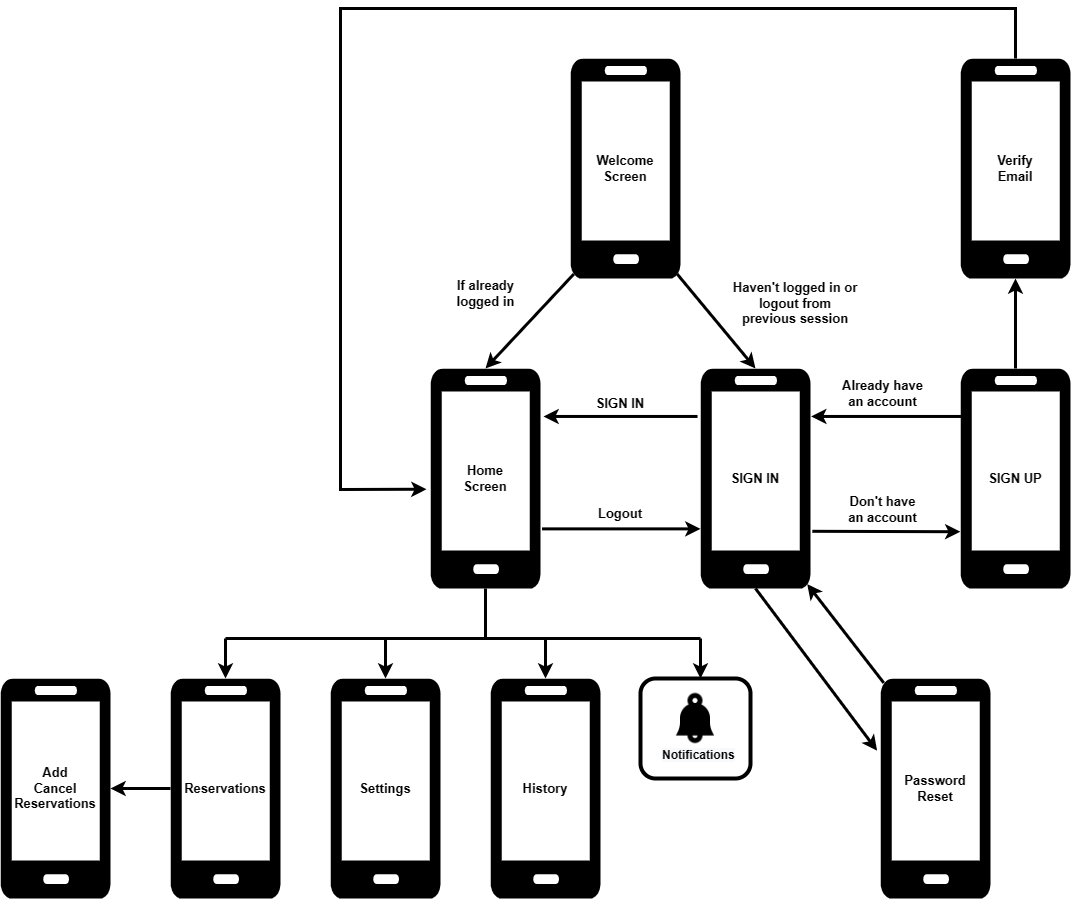 Welcome
Screen
Verify
Email
If already
logged in
Haven't logged in or
logout from
previous session
Home
Screen
SIGN IN
Logout
SIGN IN
Already have
an account
Don't have
an account
SIGN UP
Add
Cancel
Reservations
Reservations
Settings
History
Notifications
Password
Reset